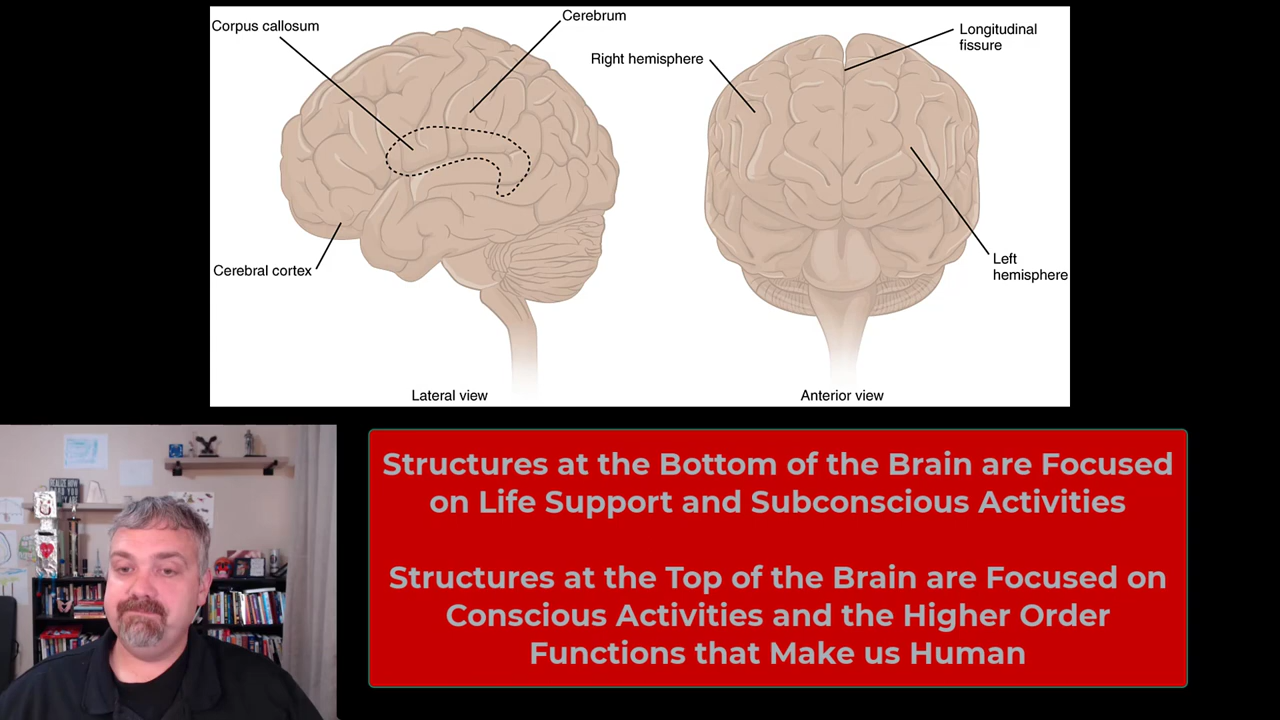 Corpus callosum
Cerebrum
Cerebral cortex
Lateral view
Right hemisphere
Longitudinal
fissure
Left
hemisphere
Anterior view
Structures at the Bottom of the Brain are Focused
on Life Support and Subconscious Activities
Structures at the Top of the Brain are Focused on
Conscious Activities and the Higher Order
Functions that Make us Human